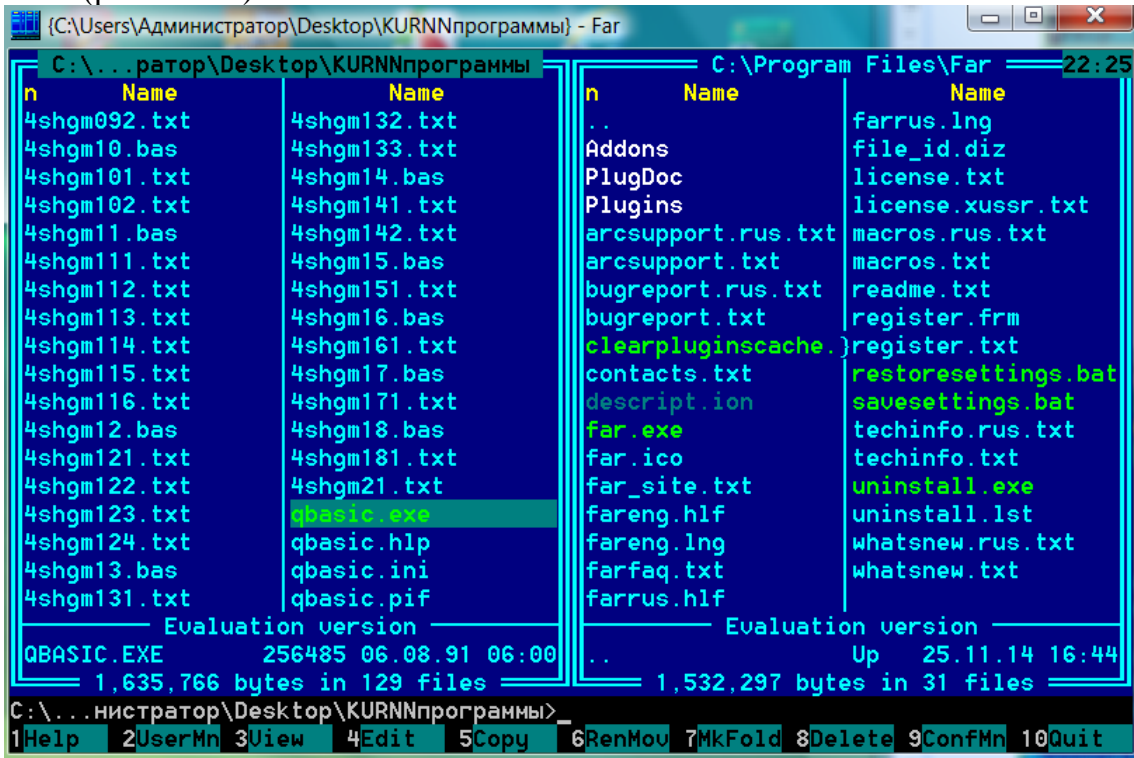 {C:\Users\Администратор\Desktop\KURNNпрограммы} - Far
C:\...ратор\Desktop\KURNNпрограммы C:\Program Files\Far 22:25
n Name Name n Name Name
4shgm092.txt 4shgm132.txt .. farrus.lng
4shgm10.bas 4shgm133.txt Addons file_id.diz
4shgm101.txt 4shgm14.bas PlugDoc license.txt
4shgm102.txt 4shgm141.txt Plugins license.xussr.txt
4shgm11.bas 4shgm142.txt arcsupport.rus.txt macros.rus.txt
4shgm111.txt 4shgm15.bas arcsupport.txt macros.txt
4shgm112.txt 4shgm151.txt bugreport.rus.txt readme.txt
4shgm113.txt 4shgm16.bas bugreport.txt register.frm
4shgm114.txt 4shgm161.txt clearpluginscache.} register.txt
4shgm115.txt 4shgm17.bas contacts.txt restoresettings.bat
4shgm116.txt 4shgm171.txt descript.ion savesettings.bat
4shgm12.bas 4shgm18.bas far.exe techinfo.rus.txt
4shgm121.txt 4shgm181.txt far.ico techinfo.txt
4shgm122.txt 4shgm21.txt far_site.txt uninstall.exe
4shgm123.txt qbasic.exe fareng.hlf uninstall.lst
4shgm124.txt qbasic.hlp fareng.lng whatsnew.rus.txt
4shgm13.bas qbasic.ini farfaq.txt whatsnew.txt
4shgm131.txt qbasic.pif farrus.hlf
Evaluation version Evaluation version
QBASIC.EXE 256485 06.08.91 06:00 .. Up 25.11.14 16:44
1,635,766 bytes in 129 files 1,532,297 bytes in 31 files
C:\...нистратор\Desktop\KURNNпрограммы>_
1Help 2UserMn 3View 4Edit 5Copy 6RenMov 7MkFold 8Delete 9ConfMn 10Quit